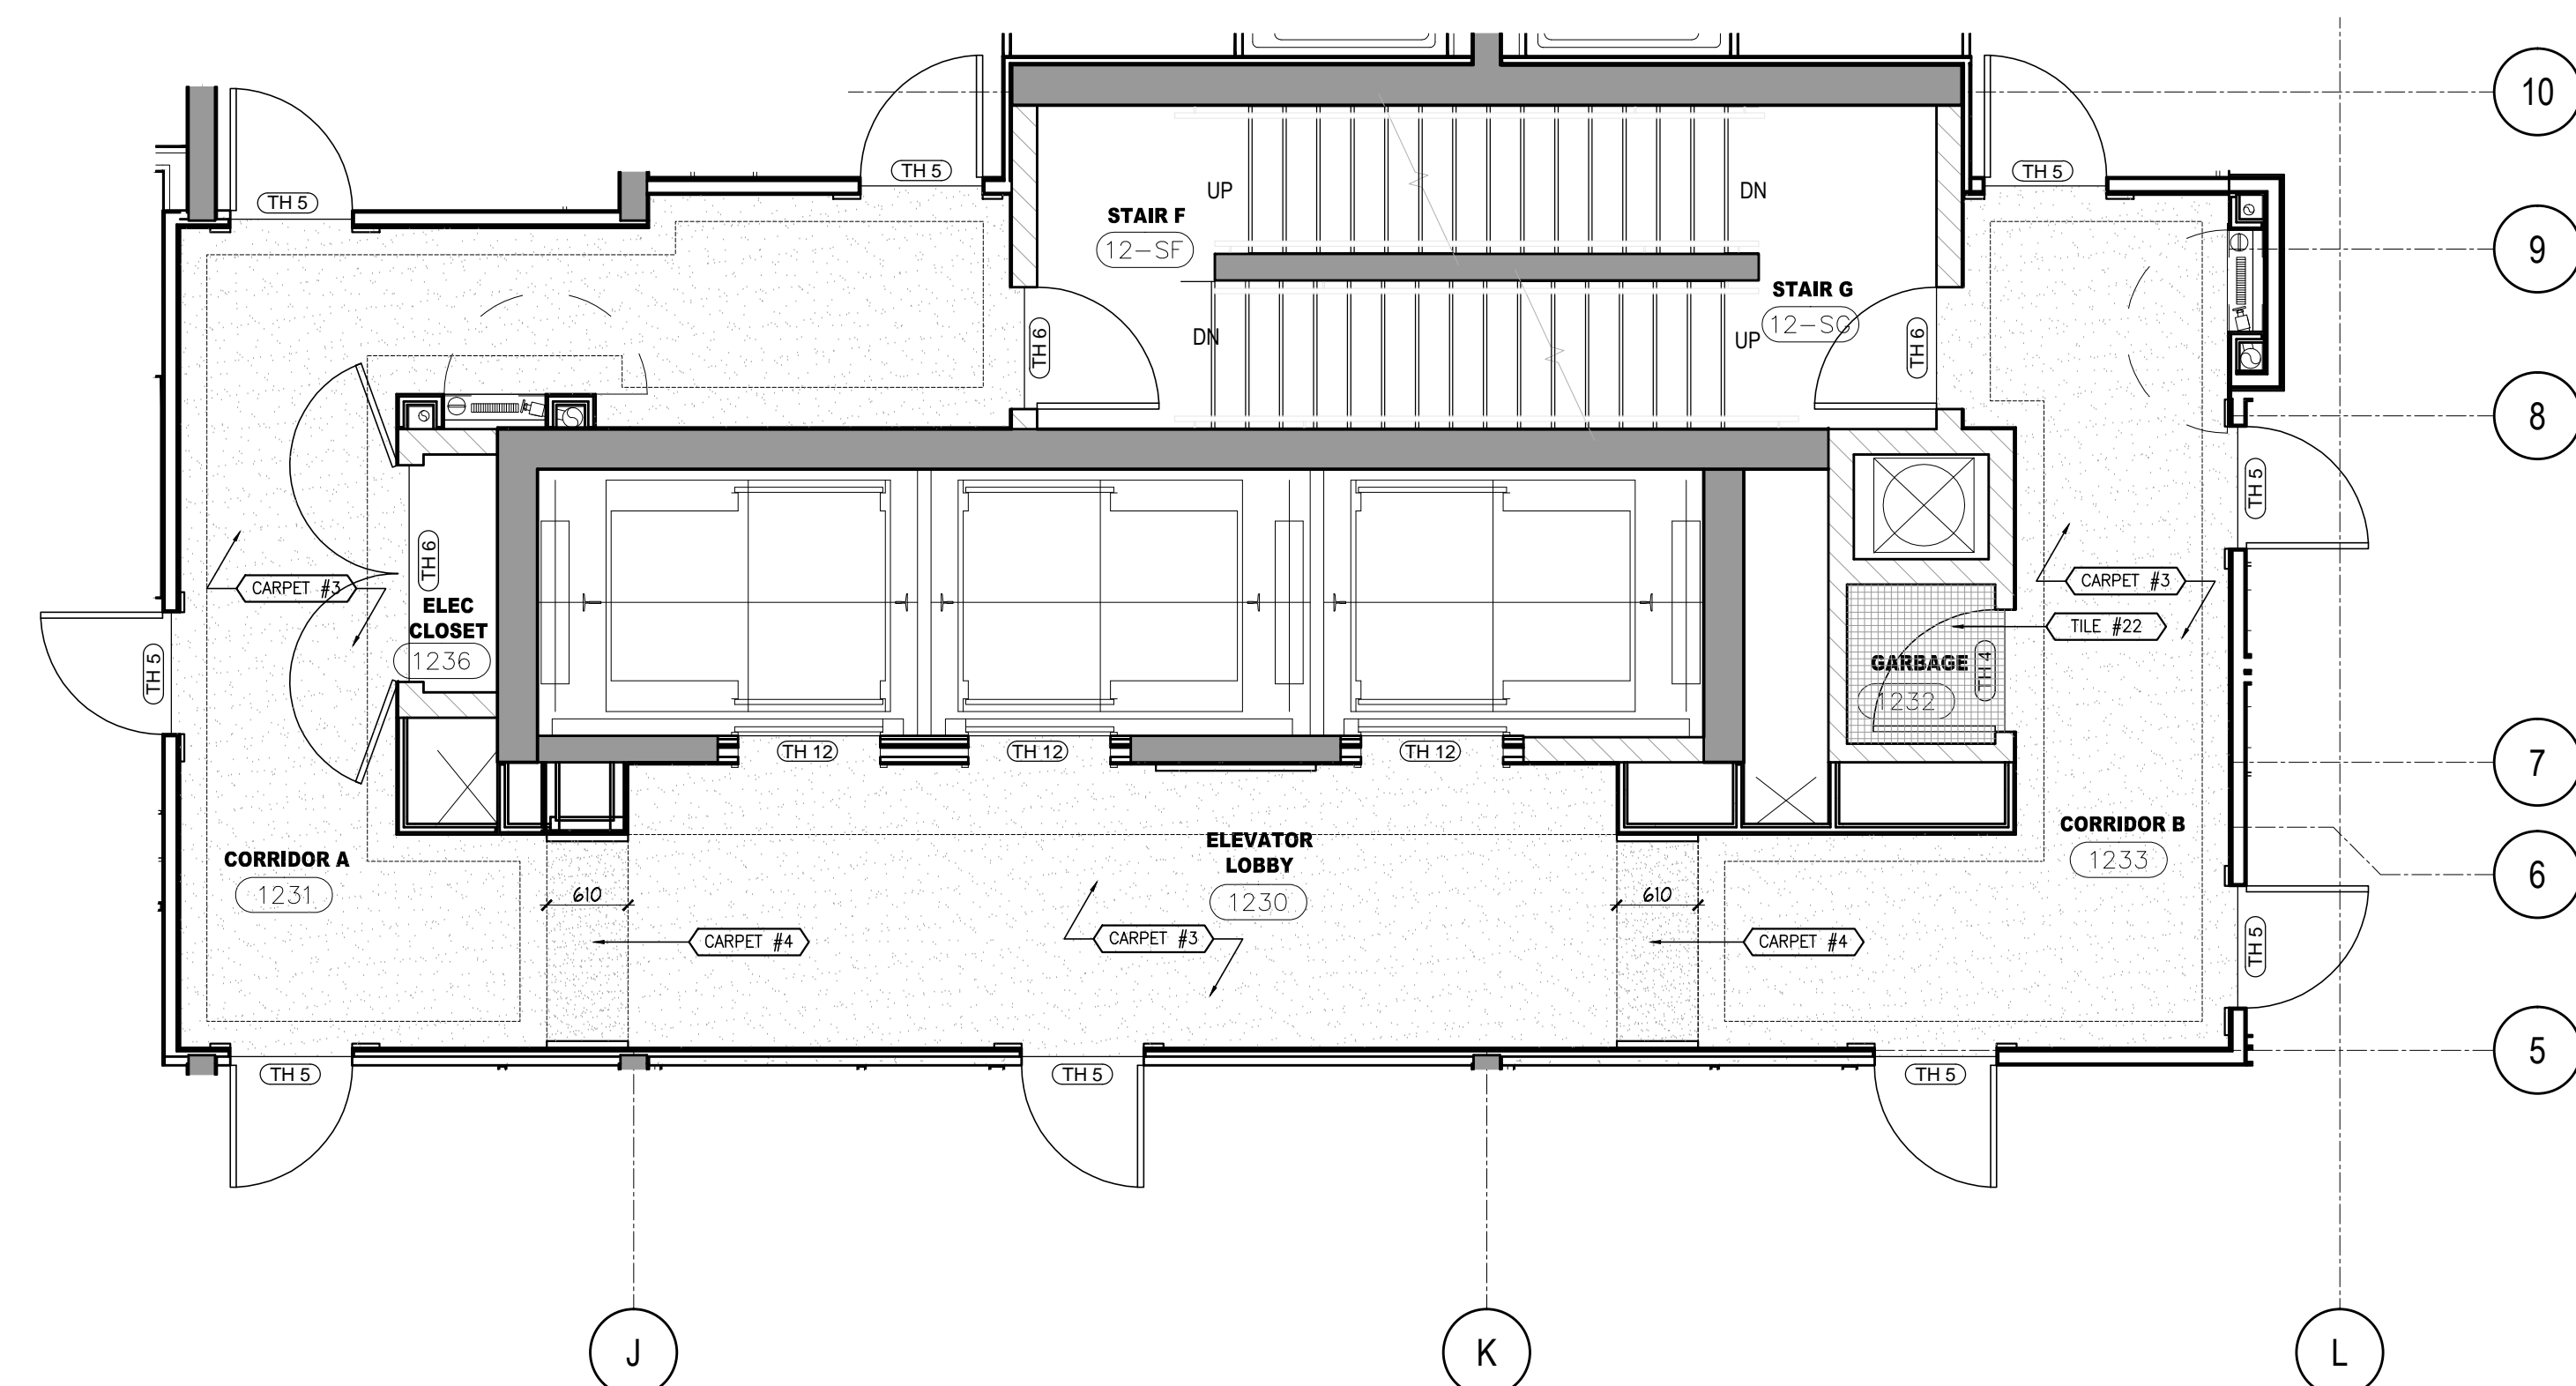 10
TH 5
TH 5
TH 5
UP
DN
STAIR F
12-SF
9
STAIR G
12-SG
DN
UP
TH 6
TH 6
8
TH 5
TH 6
CARPET #3
CARPET #3
ELEC
CLOSET
1236
TILE #22
TH 5
GARBAGE
1232
TH 4
TH 12
TH 12
TH 12
7
CORRIDOR A
1231
ELEVATOR
LOBBY
1230
CORRIDOR B
1233
6
610
610
CARPET #4
CARPET #3
CARPET #4
TH 5
TH 5
TH 5
TH 5
5
J
K
L